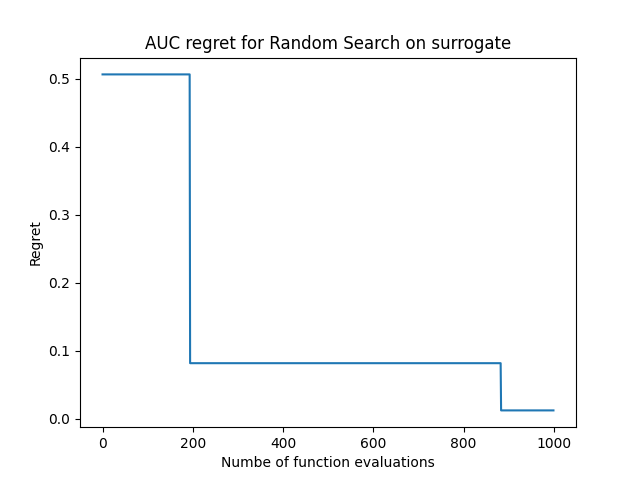 AUC regret for Random Search on surrogate
0.5
0.4
0.3
0.2
0.1
0.0
Regret
0 200 400 600 800 1000
Numbe of function evaluations